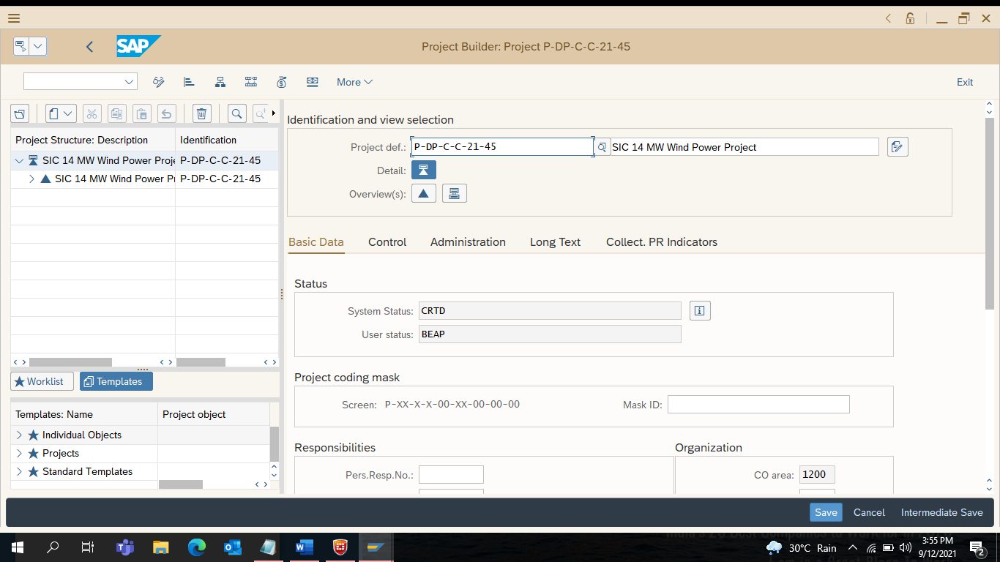 SAP
Project Builder: Project P-DP-C-C-21-45
More
Exit
Project Structure: Description Identification
SIC 14 MW Wind Power Proje P-DP-C-C-21-45
SIC 14 MW Wind Power P P-DP-C-C-21-45
Worklist
Templates
Templates: Name Project object
Individual Objects
Projects
Standard Templates
Identification and view selection
Project def.: P-DP-C-C-21-45 SIC 14 MW Wind Power Project
Detail:
Overview(s):
Basic Data Control Administration Long Text Collect. PR Indicators
Status
System Status: CRTD
User status: BEAP
Project coding mask
Screen: P-XX-X-X-00-XX-00-00-00 Mask ID:
Responsibilities Organization
Pers.Resp.No.: CO area: 1200
Save Cancel Intermediate Save
30°C Rain
3:55 PM
9/12/2021
2